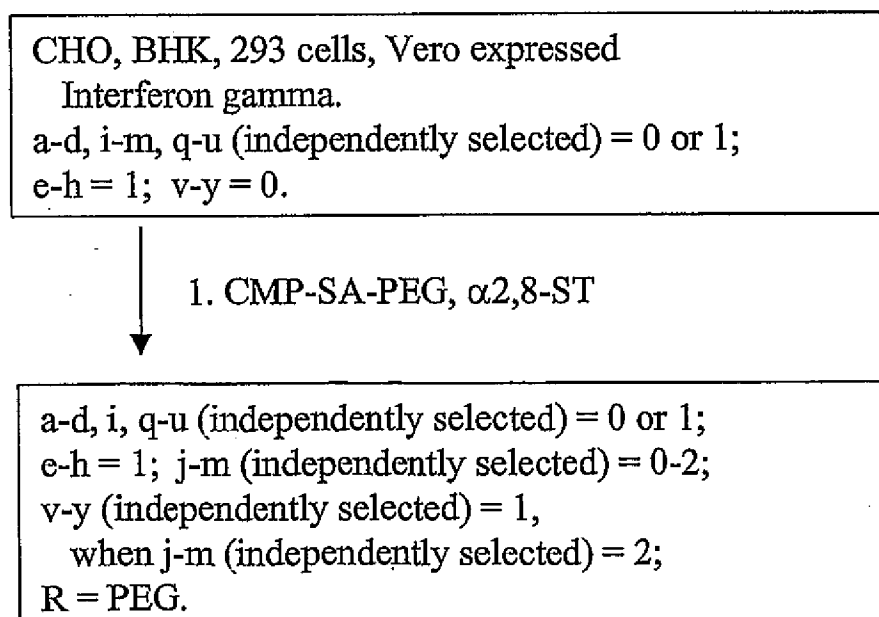 CHO, BHK, 293 cells, Vero expressed
Interferon gamma.
a-d, i-m, q-u (independently selected) = 0 or 1;
e-h = 1; v-y = 0.
1. CMP-SA-PEG, α2,8-ST
a-d, i, q-u (independently selected) = 0 or 1;
e-h = 1; j-m (independently selected) = 0-2;
v-y (independently selected) = 1,
when j-m (independently selected) = 2;
R = PEG.